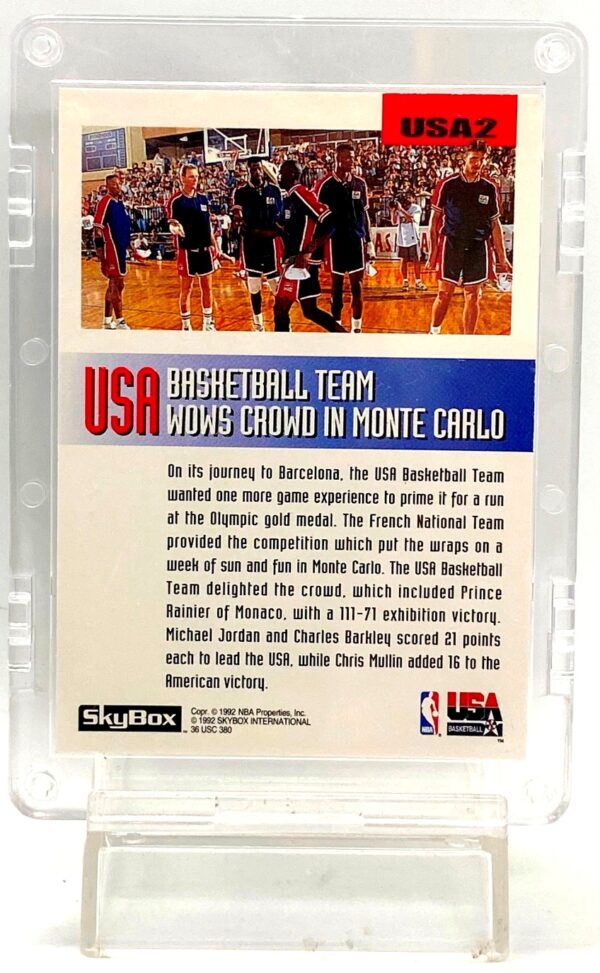 USA2
USA BASKETBALL TEAM
WOWS CROWD IN MONTE CARLO
On its journey to Barcelona, the USA Basketball Team
wanted one more game experience to prime it for a run
at the Olympic gold medal. The French National Team
provided the competition which put the wraps on a
week of sun and fun in Monte Carlo. The USA Basketball
Team delighted the crowd, which included Prince
Rainier of Monaco, with a 111-71 exhibition victory.
Michael Jordan and Charles Barkley scored 21 points
each to lead the USA, while Chris Mullin added 16 to the
American victory.
SkyBox™
Copr. © 1992 NBA Properties, Inc.
© 1992 SKYBOX INTERNATIONAL
36 USC 380
NBA
USA
BASKETBALL
™